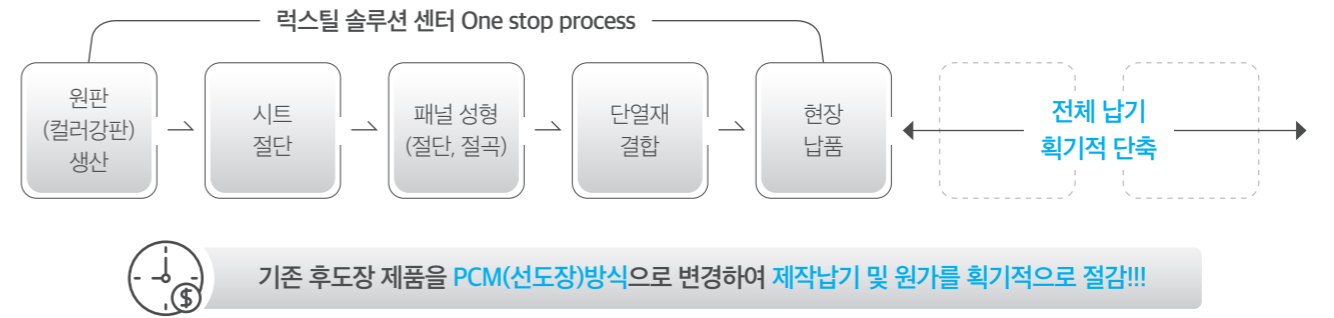 럭스틸 솔루션 센터 One stop process
원판
(컬러강판)
생산
시트
절단
패널 성형
(절단, 절곡)
단열재
결합
현장
납품
전체 납기
획기적 단축
$
기존 후도장 제품을 PCM(선도장)방식으로 변경하여 제작납기 및 원가를 획기적으로 절감!!!